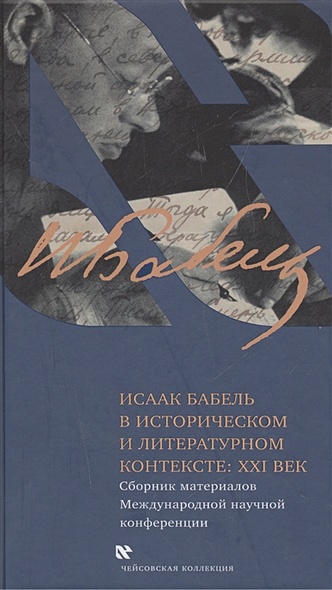 И Бабель
ИСААК БАБЕЛЬ
В ИСТОРИЧЕСКОМ
И ЛИТЕРАТУРНОМ
КОНТЕКСТЕ: XXI ВЕК
Сборник материалов
Международной научной
конференции
ЧЕЙСОВСКАЯ КОЛЛЕКЦИЯ